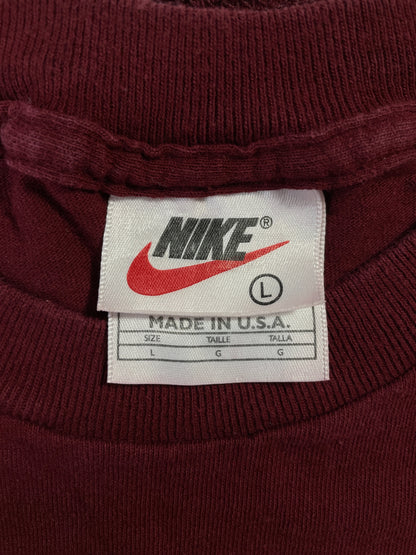 NIKE®
L
MADE IN U.S.A.
SIZE TAILLE TALLA
L G G